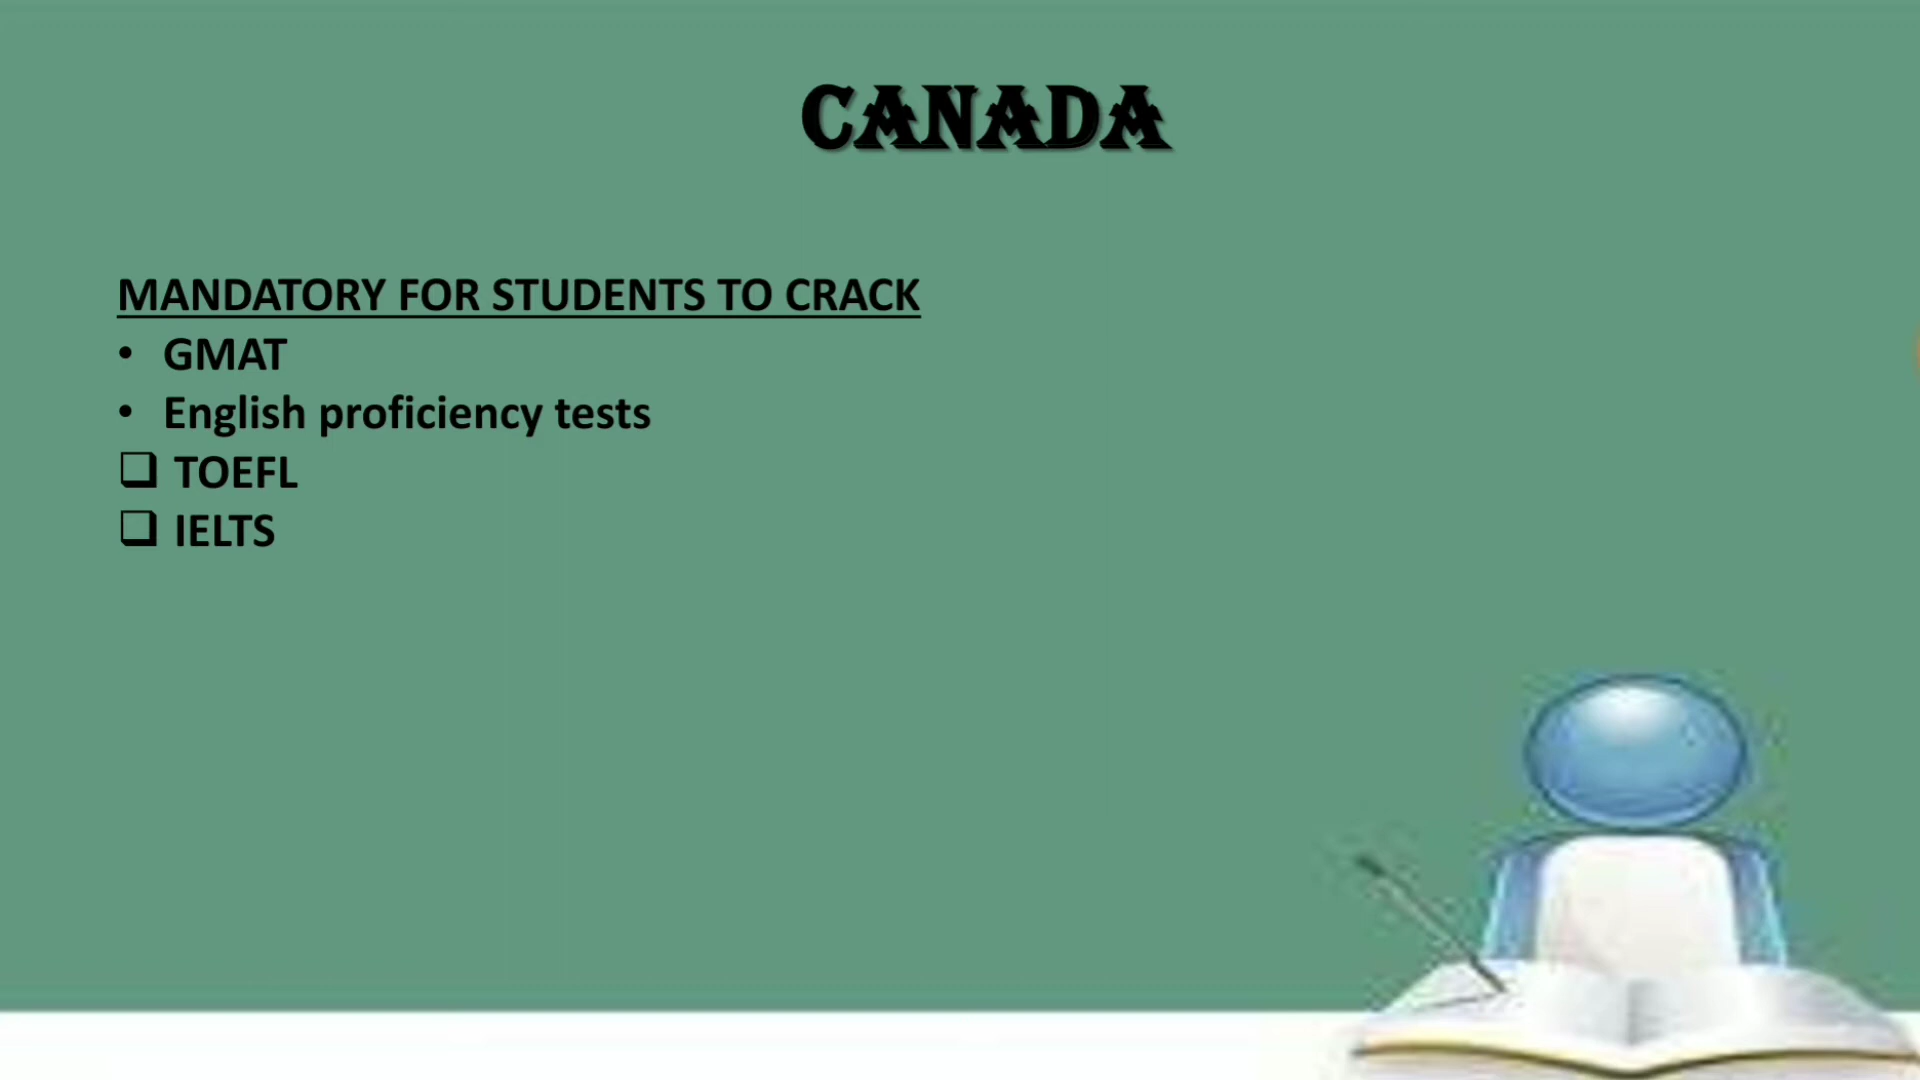 CANADA
MANDATORY FOR STUDENTS TO CRACK
• GMAT
• English proficiency tests
❑ TOEFL
❑ IELTS